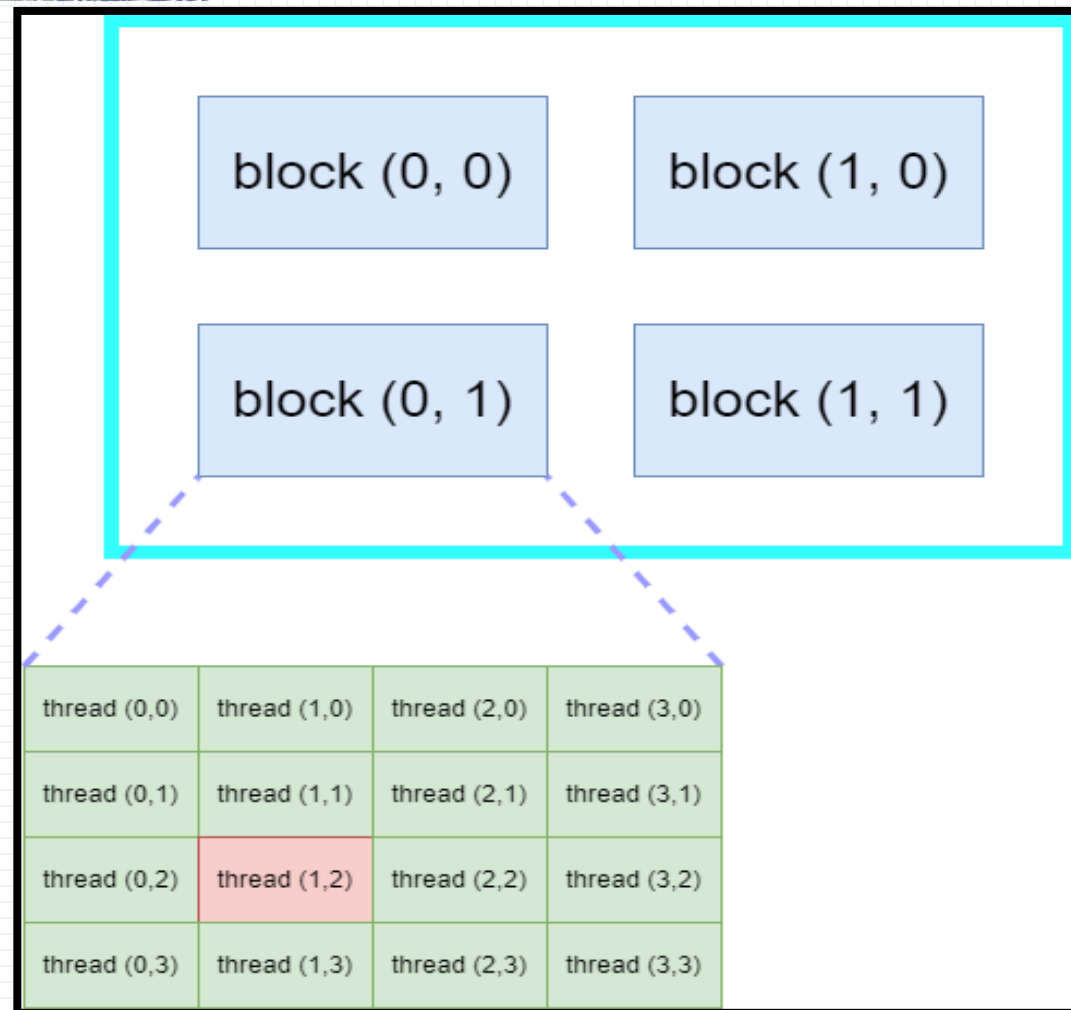 block (0, 0) block (1, 0)
block (0, 1) block (1, 1)
thread (0,0) thread (1,0) thread (2,0) thread (3,0)
thread (0,1) thread (1,1) thread (2,1) thread (3,1)
thread (0,2) thread (1,2) thread (2,2) thread (3,2)
thread (0,3) thread (1,3) thread (2,3) thread (3,3)